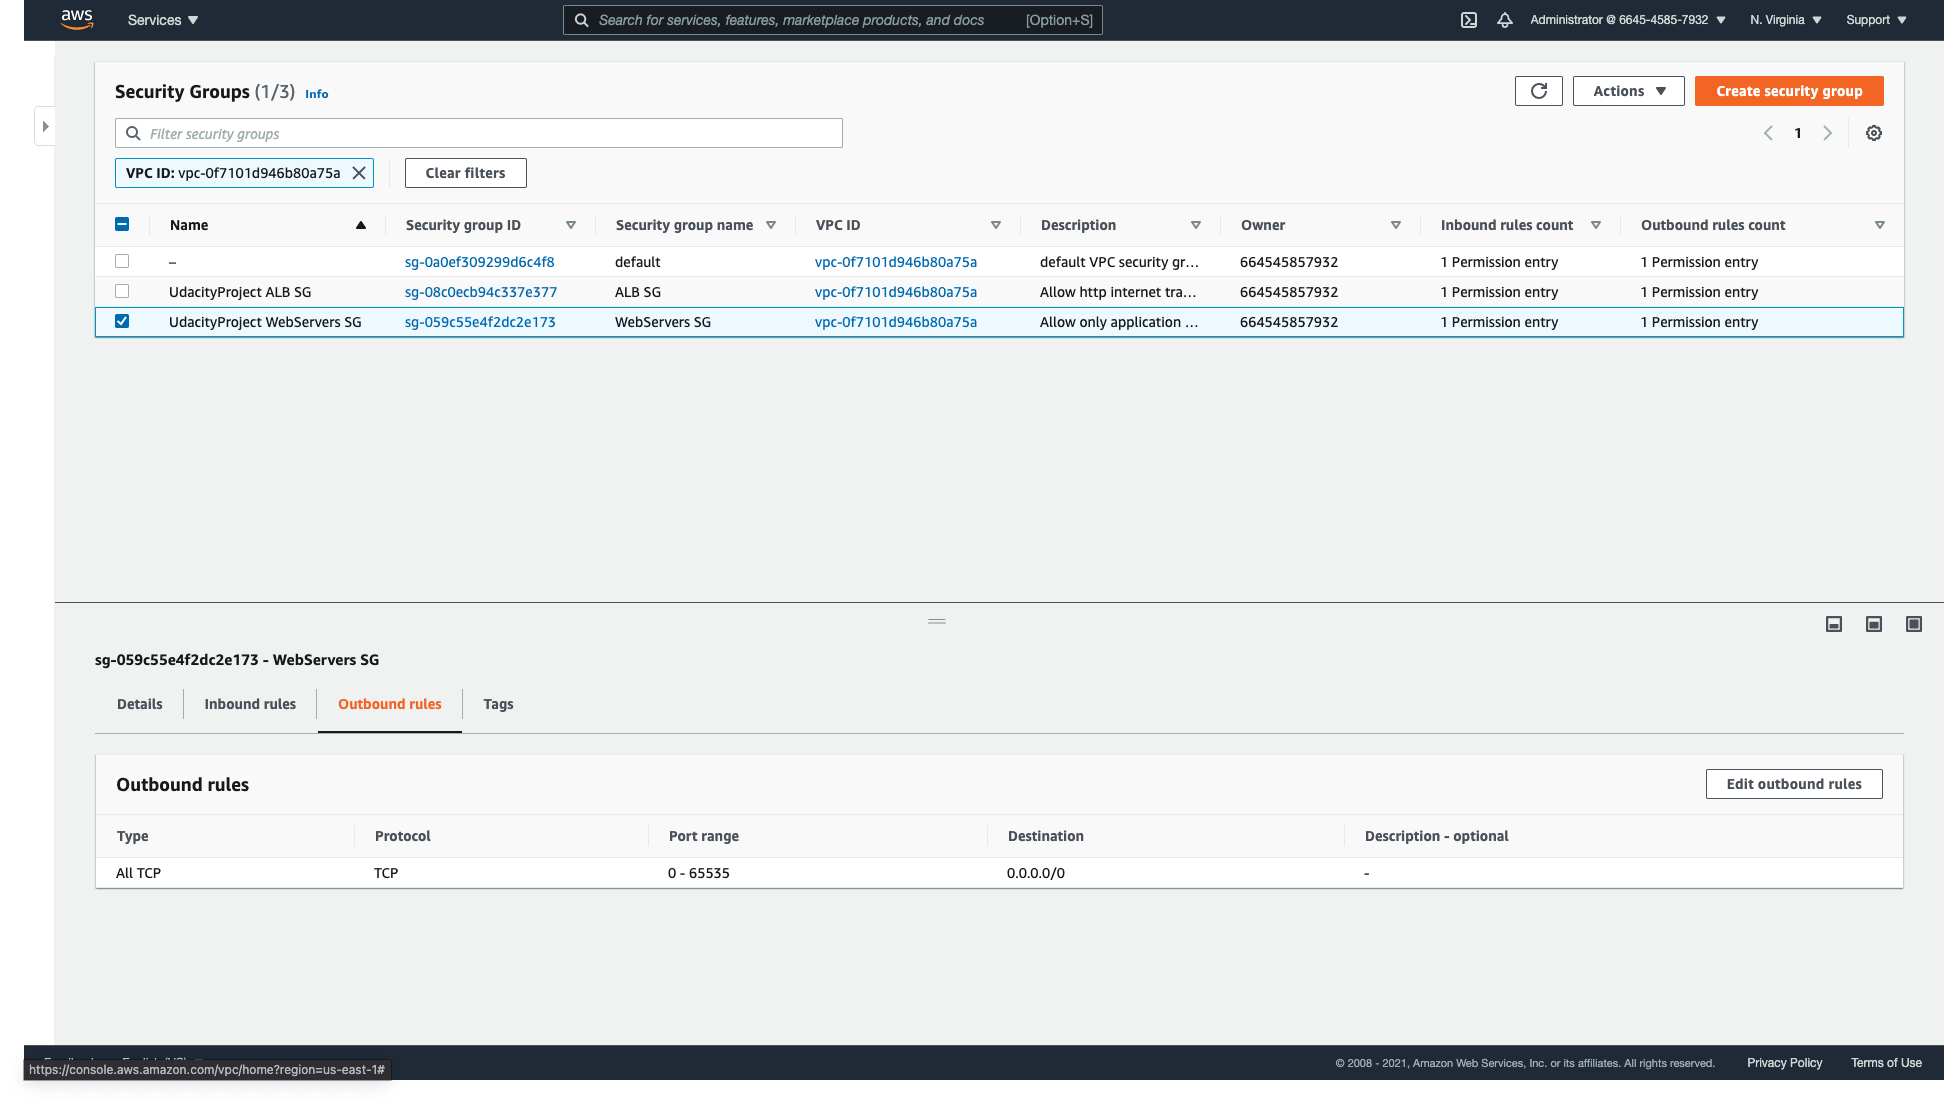 aws Services Search for services, features, marketplace products, and docs [Option+S] Administrator @ 6645-4585-7932 N. Virginia Support
Security Groups (1/3) Info Actions Create security group
Filter security groups 1
VPC ID: vpc-0f7101d946b80a75a Clear filters
Name Security group ID Security group name VPC ID Description Owner Inbound rules count Outbound rules count
– sg-0a0ef309299d6c4f8 default vpc-0f7101d946b80a75a default VPC security gr... 664545857932 1 Permission entry 1 Permission entry
UdacityProject ALB SG sg-08c0ecb94c337e377 ALB SG vpc-0f7101d946b80a75a Allow http internet tra... 664545857932 1 Permission entry 1 Permission entry
UdacityProject WebServers SG sg-059c55e4f2dc2e173 WebServers SG vpc-0f7101d946b80a75a Allow only application ... 664545857932 1 Permission entry 1 Permission entry
sg-059c55e4f2dc2e173 - WebServers SG
Details Inbound rules Outbound rules Tags
Outbound rules Edit outbound rules
Type Protocol Port range Destination Description - optional
All TCP TCP 0 - 65535 0.0.0.0/0 -
© 2008 - 2021, Amazon Web Services, Inc. or its affiliates. All rights reserved. Privacy Policy Terms of Use
https://console.aws.amazon.com/vpc/home?region=us-east-1#